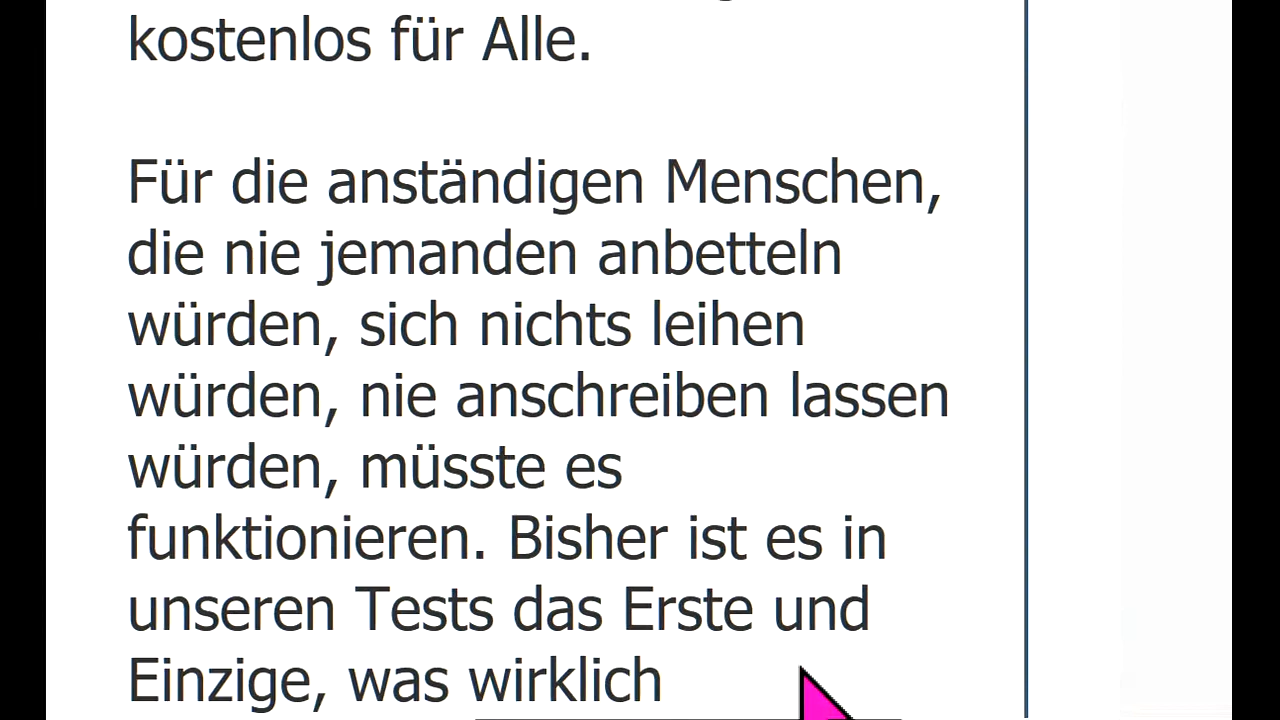 kostenlos für Alle.
Für die anständigen Menschen,
die nie jemanden anbetteln
würden, sich nichts leihen
würden, nie anschreiben lassen
würden, müsste es
funktionieren. Bisher ist es in
unseren Tests das Erste und
Einzige, was wirklich